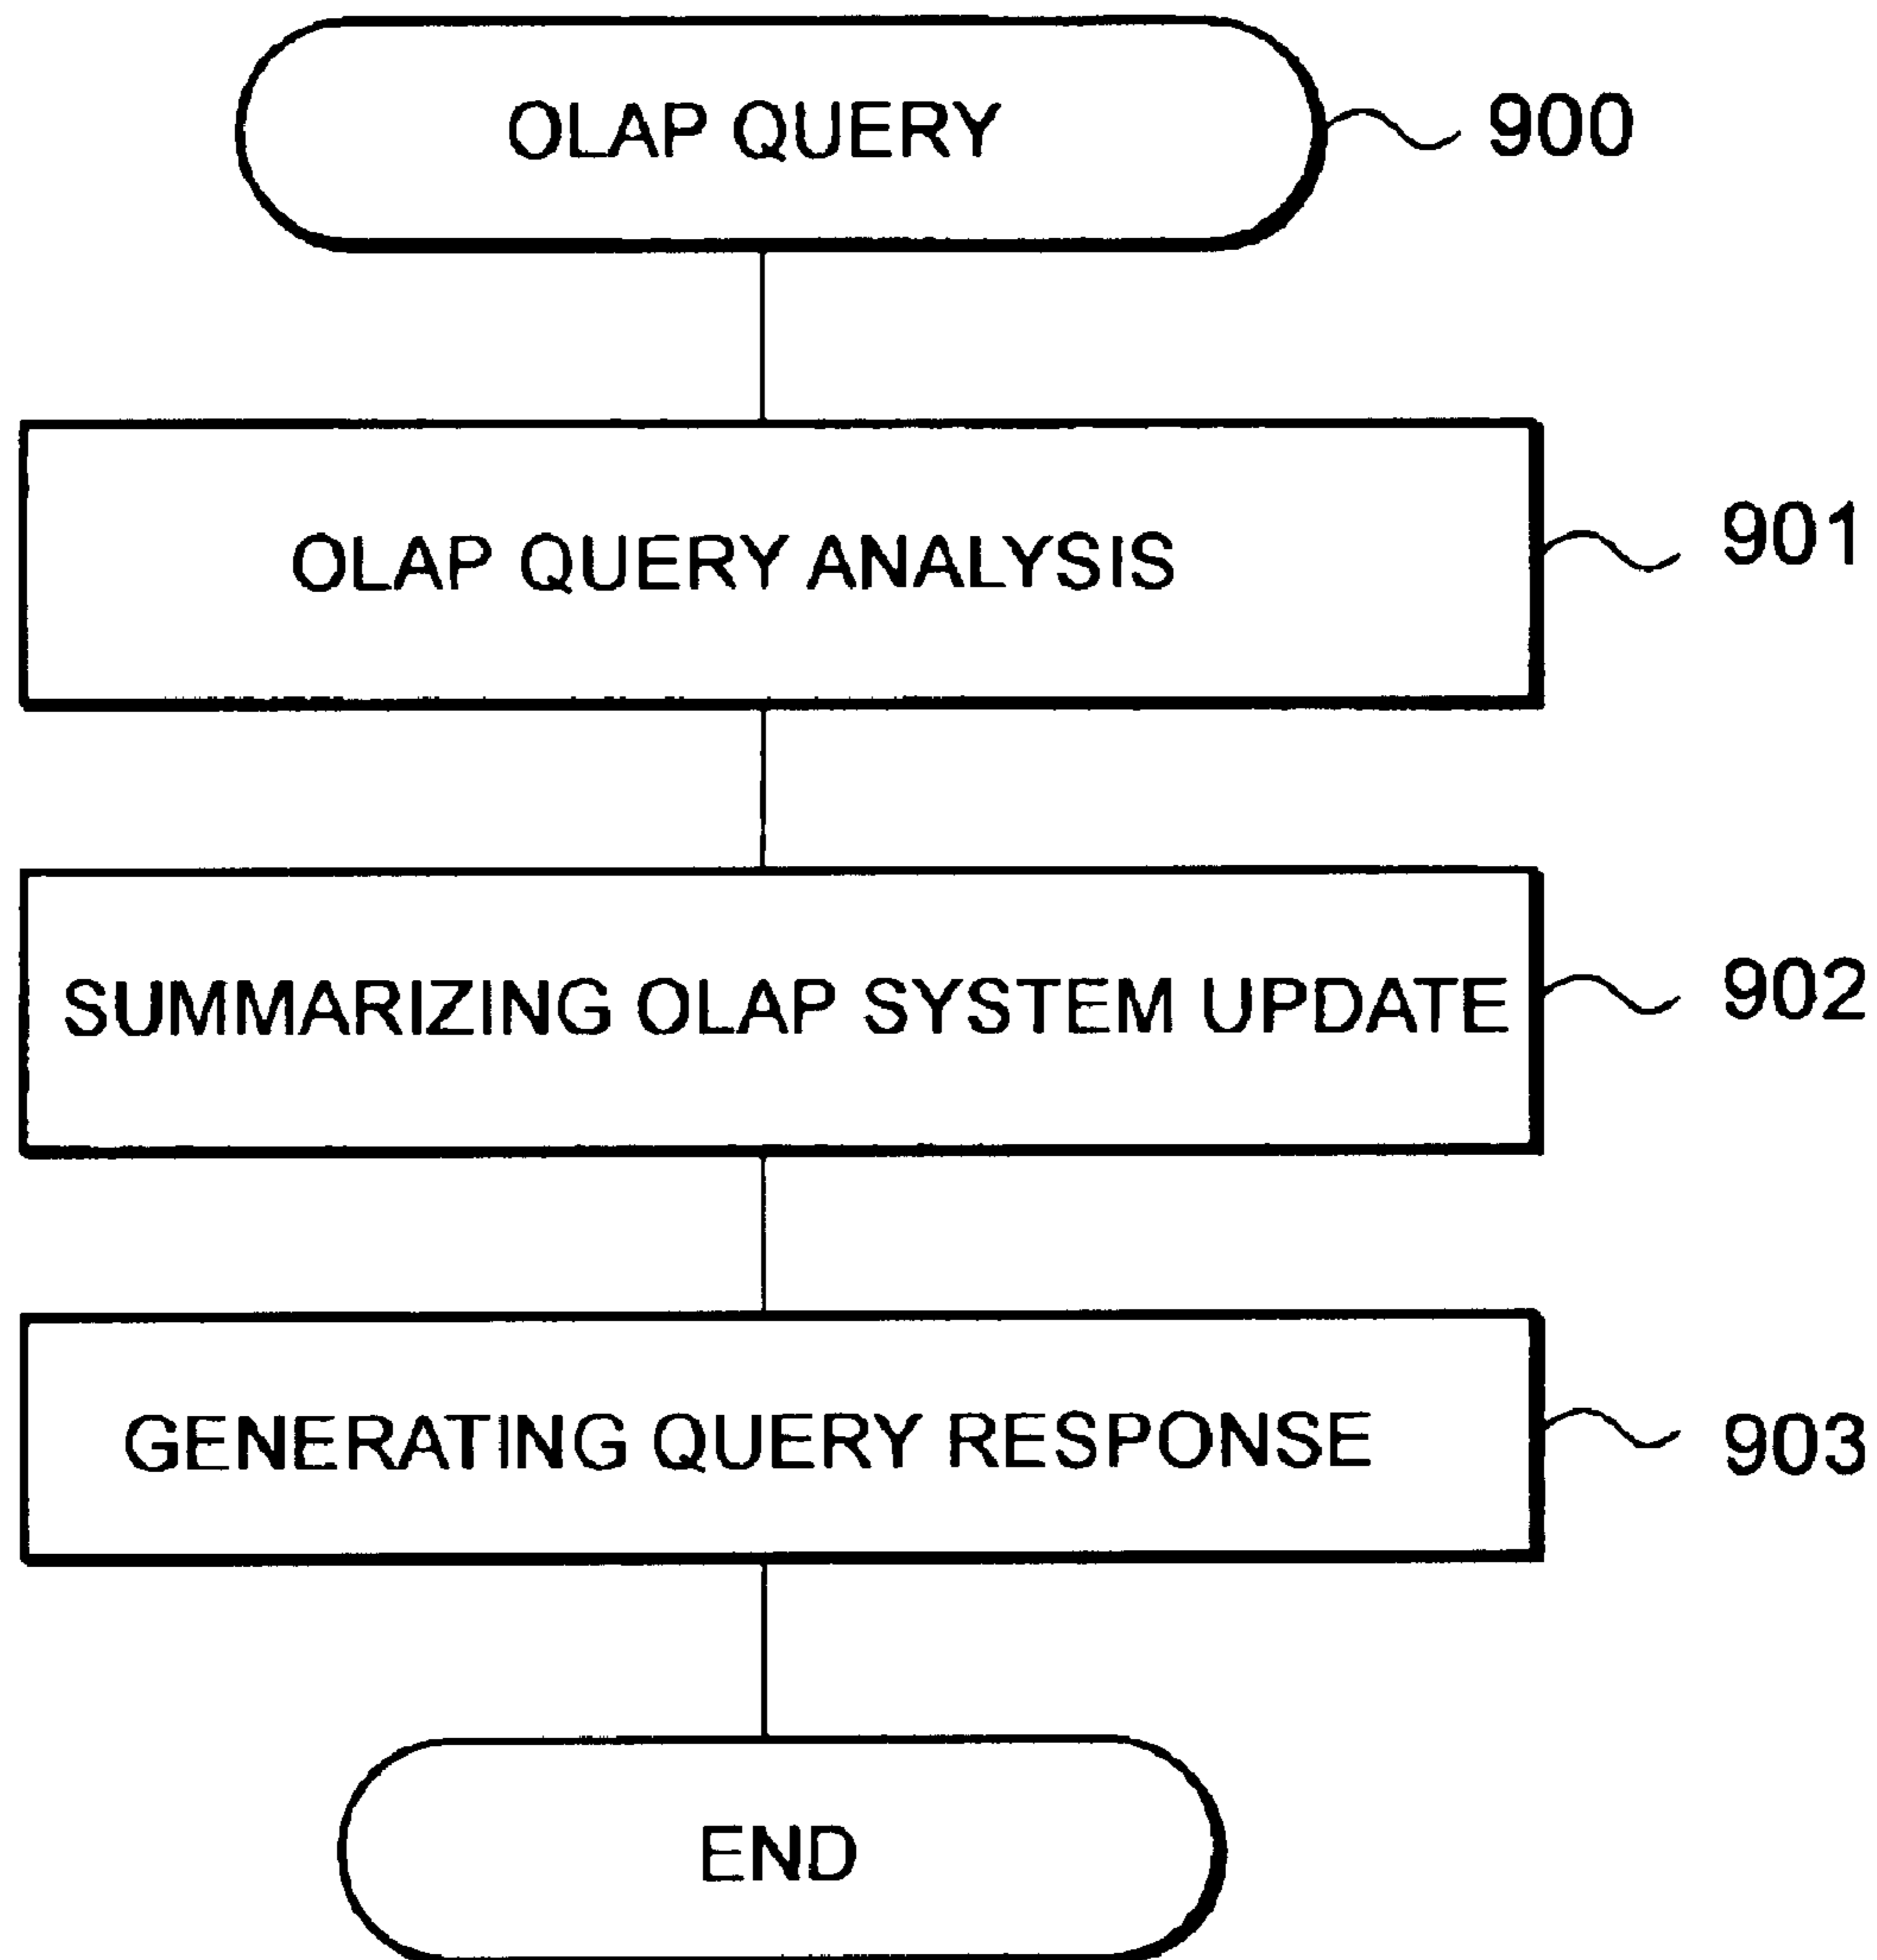 OLAP QUERY
900
OLAP QUERY ANALYSIS
901
SUMMARIZING OLAP SYSTEM UPDATE
902
GENERATING QUERY RESPONSE
903
END